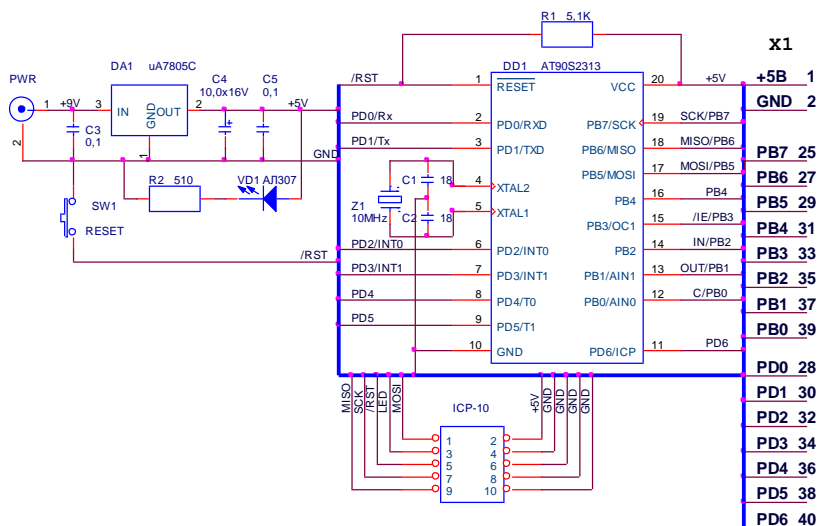 R1 5,1K
X1
DA1 uA7805C
C4
10,0x16V
C5
0,1
DD1 AT90S2313
PWR
+9V
+5V
/RST
1
2
3 IN OUT 2
GND
1
C3
0,1
GND
R2 510
VD1 АЛ307
SW1
RESET
/RST
PD0/Rx
PD1/Tx
C1 18
C2 18
Z1
10MHz
PD2/INT0
PD3/INT1
PD4
PD5
1 RESET VCC 20 +5V
2 PD0/RXD PB7/SCK 19 SCK/PB7
3 PD1/TXD PB6/MISO 18 MISO/PB6
PB5/MOSI 17 MOSI/PB5
4 XTAL2 PB4 16 PB4
5 XTAL1 PB3/OC1 15 /IE/PB3
6 PD2/INT0 PB2 14 IN/PB2
7 PD3/INT1 PB1/AIN1 13 OUT/PB1
8 PD4/T0 PB0/AIN0 12 C/PB0
9 PD5/T1
10 GND PD6/ICP 11 PD6
+5B 1
GND 2
PB7 25
PB6 27
PB5 29
PB4 31
PB3 33
PB2 35
PB1 37
PB0 39
PD0 28
PD1 30
PD2 32
PD3 34
PD4 36
PD5 38
PD6 40
MISO
SCK
/RST
LED
MOSI
+5V
GND
GND
GND
GND
ICP-10
1 2
3 4
5 6
7 8
9 10